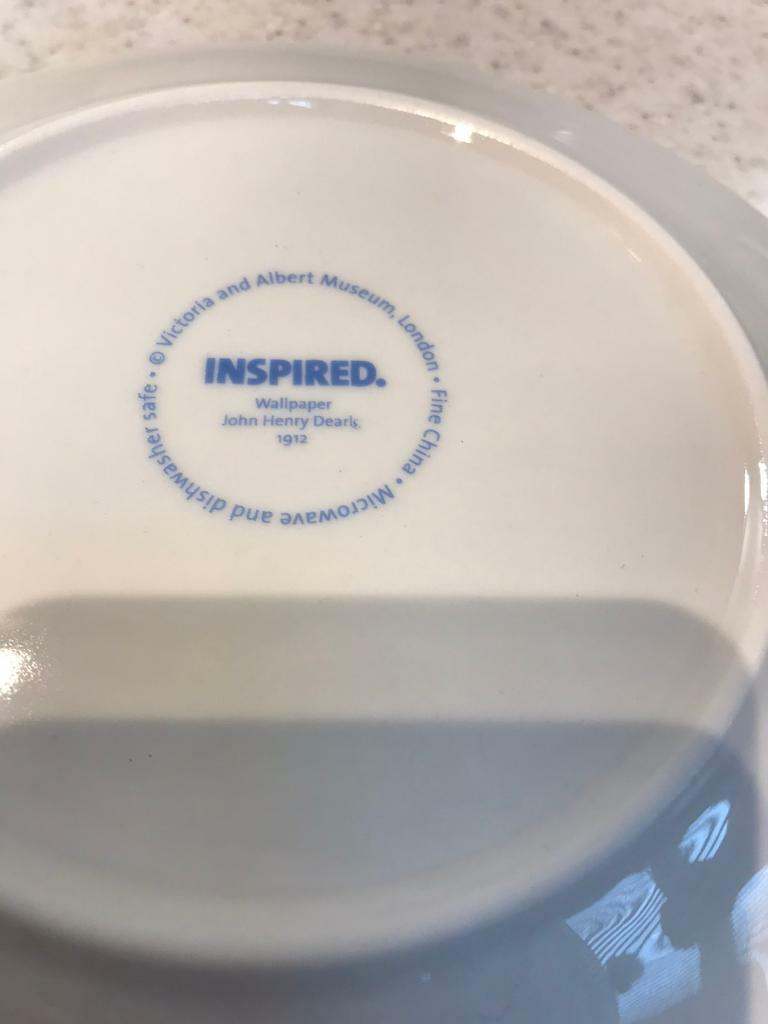 © Victoria and Albert Museum, London • Fine China • Microwave and dishwasher safe •
INSPIRED.
Wallpaper
John Henry Dearle,
1912